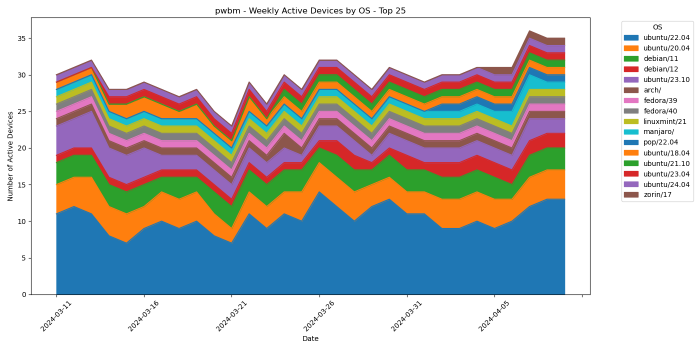 pwbm - Weekly Active Devices by OS - Top 25
Number of Active Devices
35
30
25
20
15
10
5
0
2024-03-11
2024-03-16
2024-03-21
2024-03-26
2024-03-31
2024-04-05
Date
OS
ubuntu/22.04
ubuntu/20.04
debian/11
debian/12
ubuntu/23.10
arch/
fedora/39
fedora/40
linuxmint/21
manjaro/
pop/22.04
ubuntu/18.04
ubuntu/21.10
ubuntu/23.04
ubuntu/24.04
zorin/17